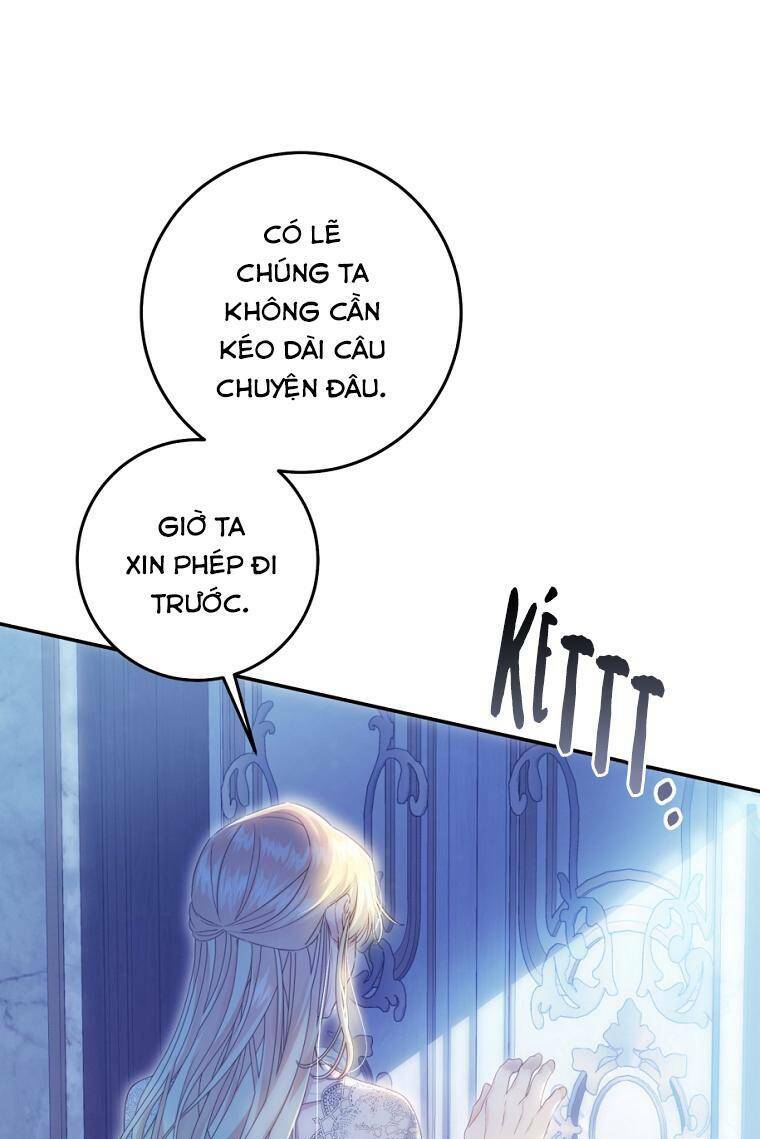 CÓ LẼ
CHÚNG TA
KHÔNG CẦN
KÉO DÀI CÂU
CHUYỆN ĐÂU.
GIỜ TA
XIN PHÉP ĐI
TRƯỚC.
KÉTTT..